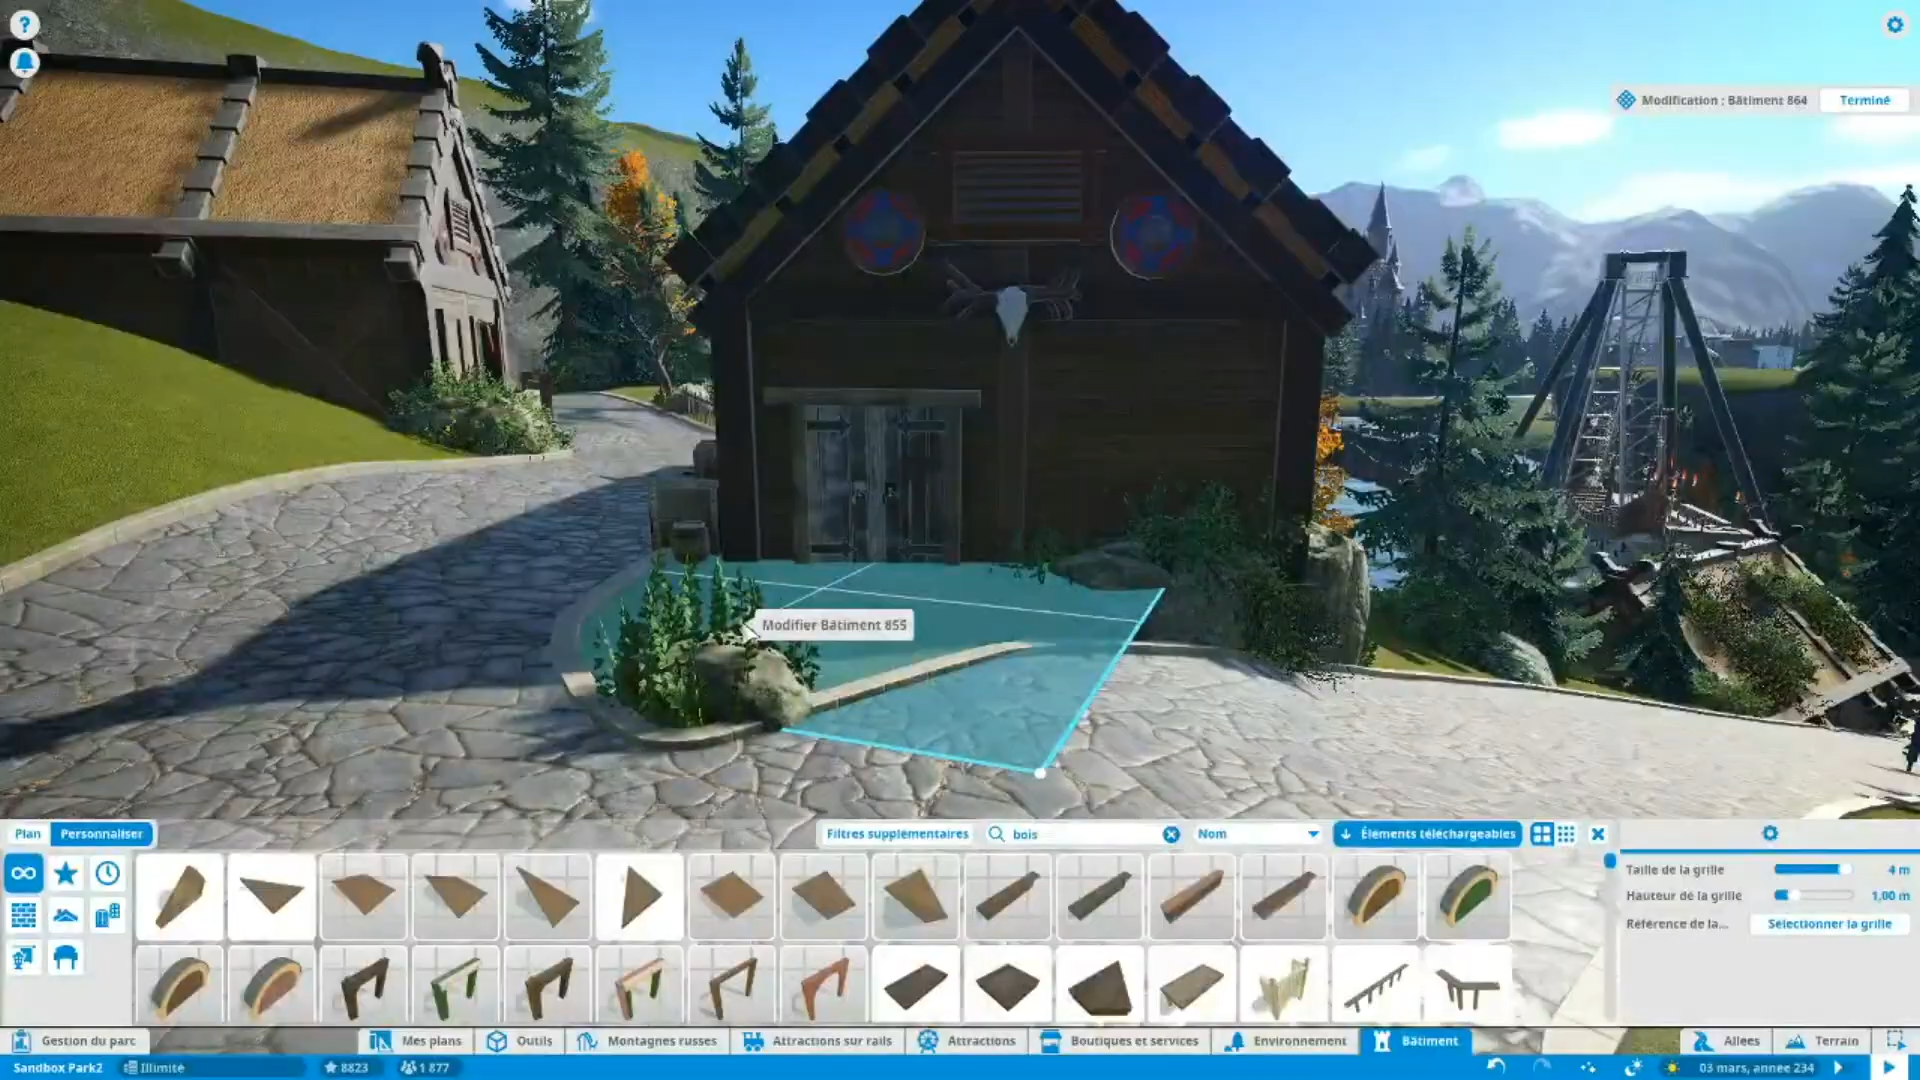 ?
Modification : Bâtiment 864 Terminé
Modifier Bâtiment 855
Plan Personnaliser Filtres supplémentaires bois Nom Éléments téléchargeables
Taille de la grille 4 m
Hauteur de la grille 1,00 m
Référence de la... Sélectionner la grille
Gestion du parc Mes plans Outils Montagnes russes Attractions sur rails Attractions Boutiques et services Environnement Bâtiment Allées Terrain
Sandbox Park2 Illimité 8823 1 877 03 mars, année 234